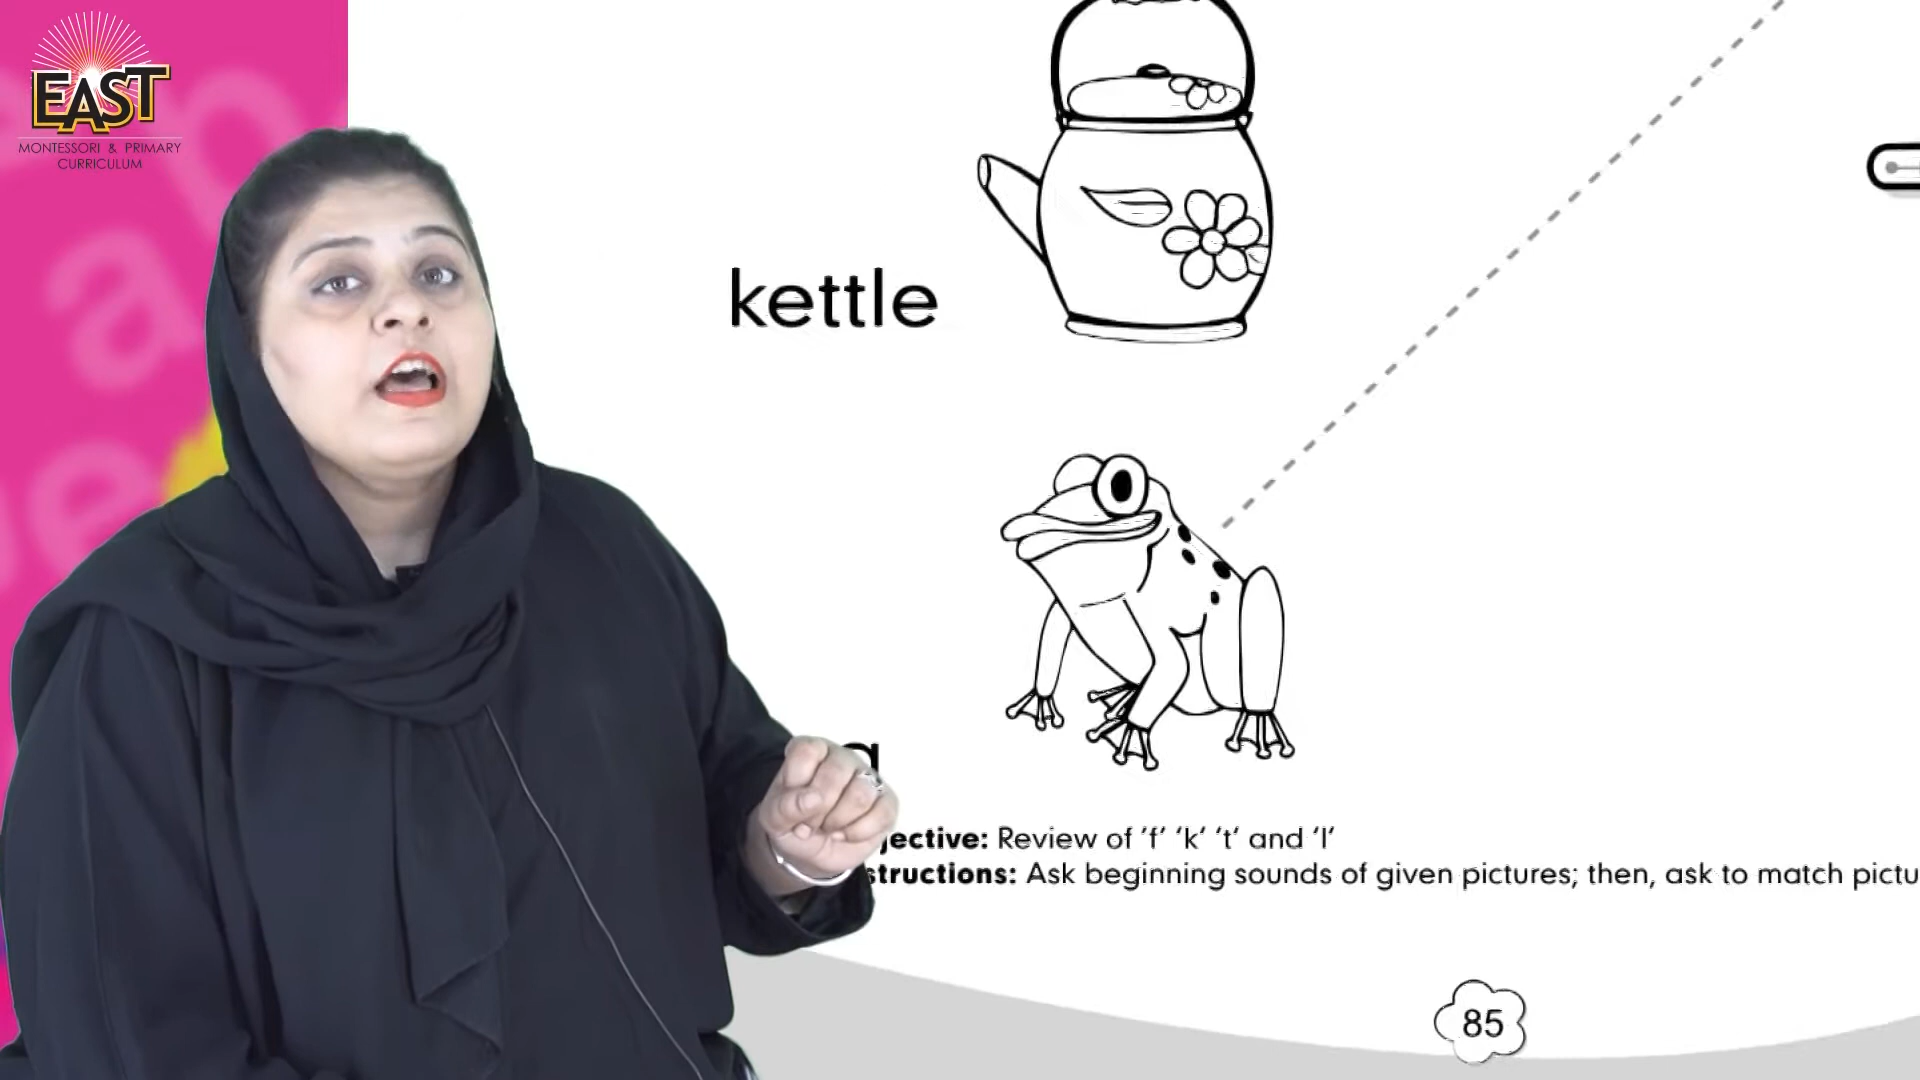 EAST
MONTESSORI & PRIMARY
CURRICULUM
kettle
g
jective: Review of ‘f’ ‘k’ ‘t’ and ‘l’
structions: Ask beginning sounds of given pictures; then, ask to match pictu
85